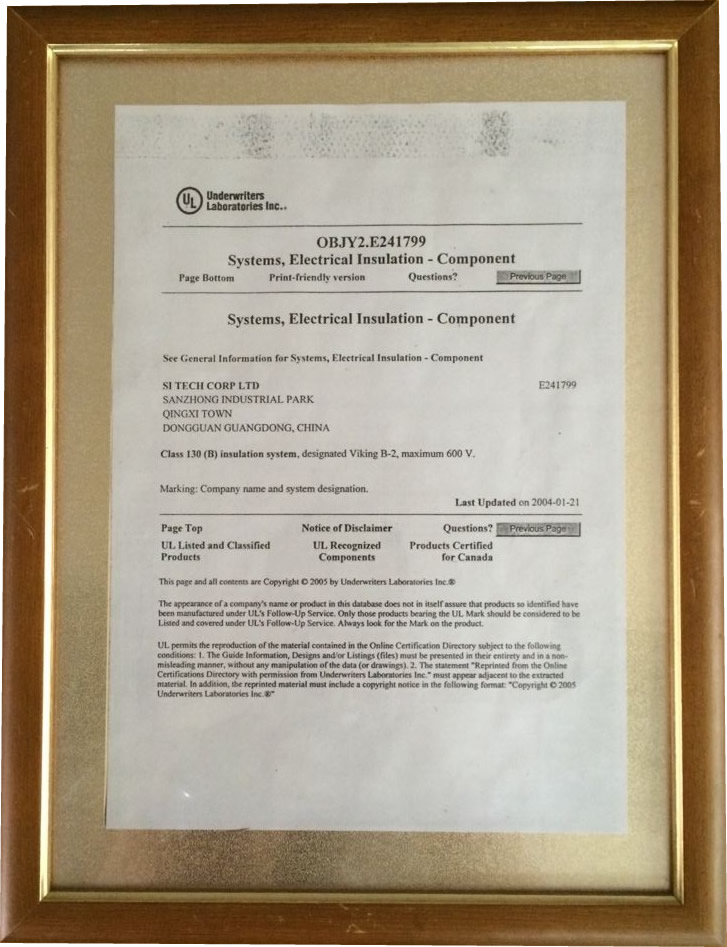 UL Underwriters
Laboratories Inc..
OBJY2.E241799
Systems, Electrical Insulation - Component
Page Bottom Print-friendly version Questions? Previous Page
Systems, Electrical Insulation - Component
See General Information for Systems, Electrical Insulation - Component
SI TECH CORP LTD E241799
SANZHONG INDUSTRIAL PARK
QINGXI TOWN
DONGGUAN GUANGDONG, CHINA
Class 130 (B) insulation system, designated Viking B-2, maximum 600 V.
Marking: Company name and system designation.
Last Updated on 2004-01-21
Page Top Notice of Disclaimer Questions? Previous Page
UL Listed and Classified UL Recognized Products Certified
Products Components for Canada
This page and all contents are Copyright © 2005 by Underwriters Laboratories Inc.®
The appearance of a company's name or product in this database does not in itself assure that products so identified have
been manufactured under UL's Follow-Up Service. Only those products bearing the UL Mark should be considered to be
Listed and covered under UL's Follow-Up Service. Always look for the Mark on the product.
UL permits the reproduction of the material contained in the Online Certification Directory subject to the following
conditions: 1. The Guide Information, Designs and/or Listings (files) must be presented in their entirety and in a non-
misleading manner, without any manipulation of the data (or drawings). 2. The statement "Reprinted from the Online
Certifications Directory with permission from Underwriters Laboratories Inc." must appear adjacent to the extracted
material. In addition, the reprinted material must include a copyright notice in the following format: "Copyright © 2005
Underwriters Laboratories Inc.®"